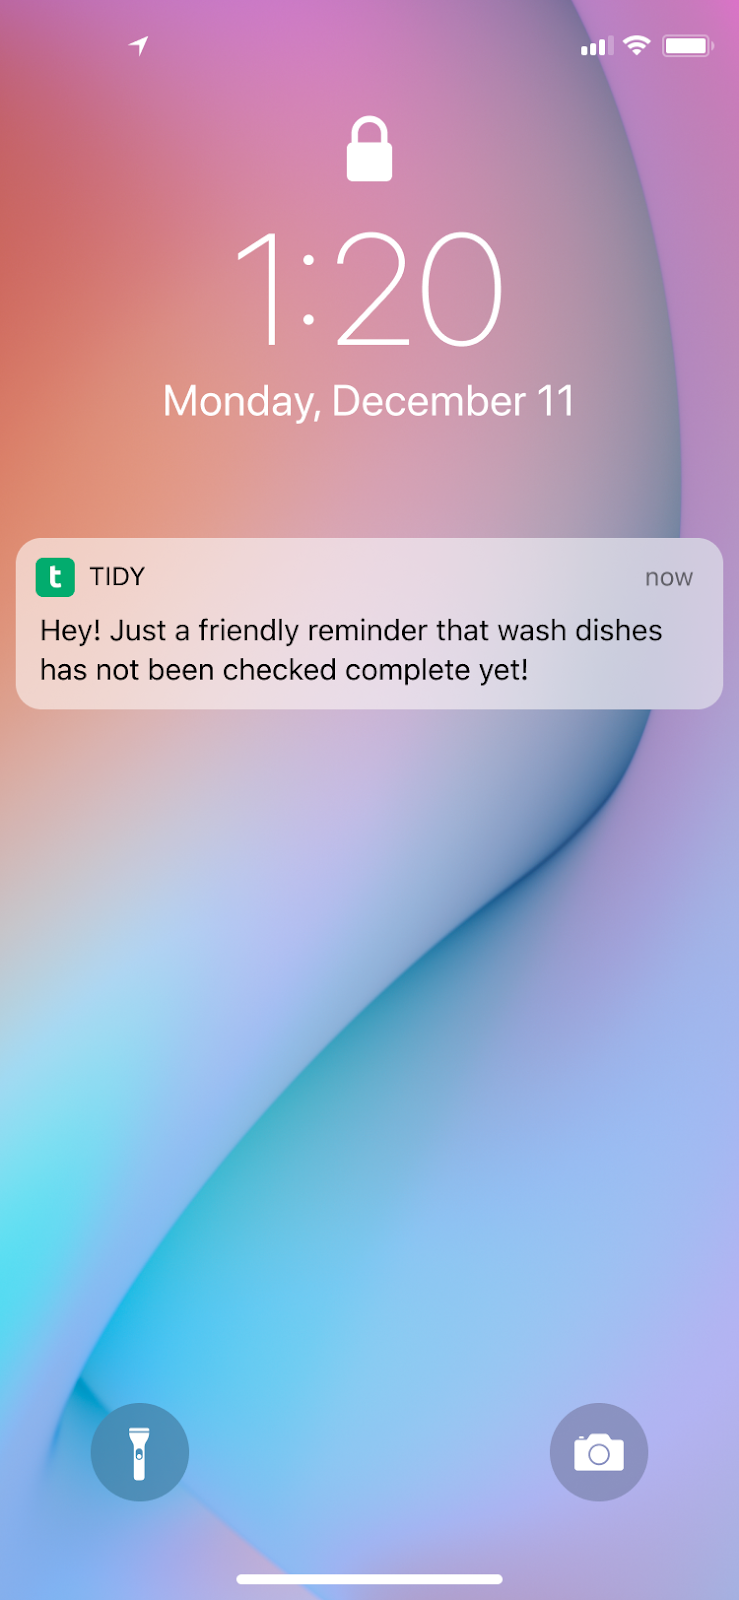 1:20
Monday, December 11
t TIDY now
Hey! Just a friendly reminder that wash dishes
has not been checked complete yet!